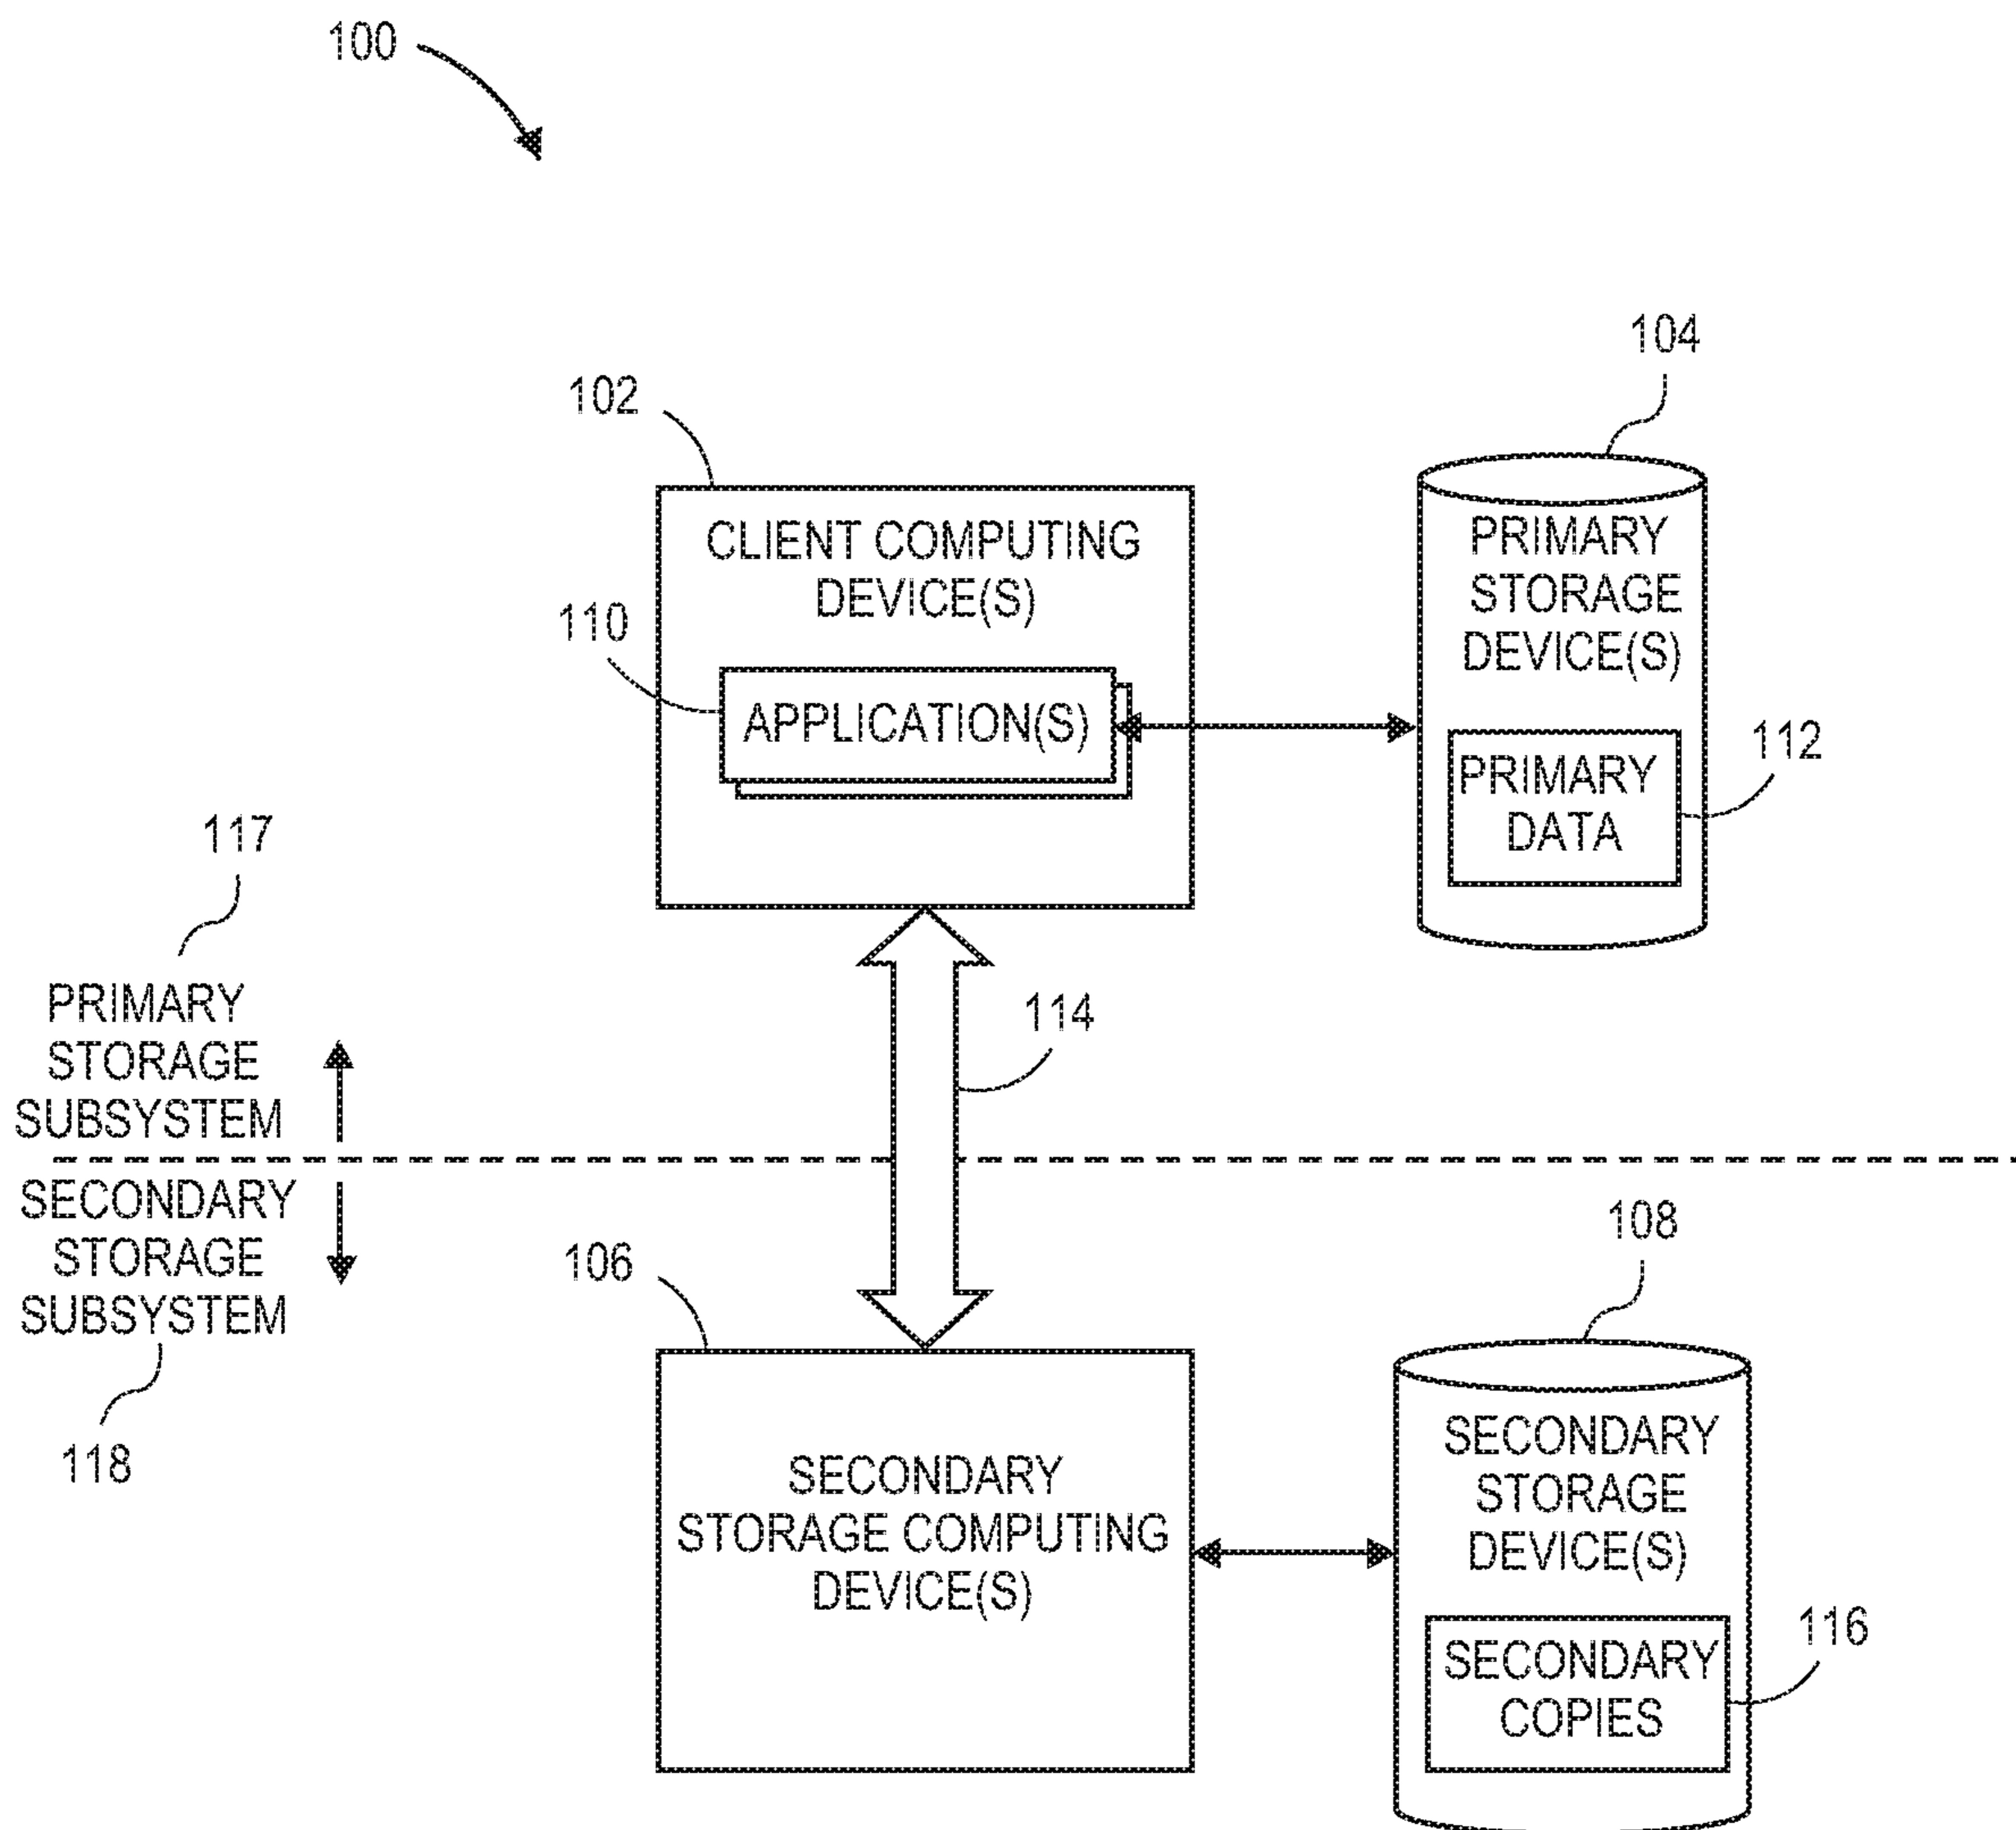 100
104
102
CLIENT COMPUTING
DEVICE(S)
110
APPLICATION(S)
PRIMARY
STORAGE
DEVICE(S)
PRIMARY
DATA
112
117
PRIMARY
STORAGE
SUBSYSTEM
114
SECONDARY
STORAGE
SUBSYSTEM
118
106
SECONDARY
STORAGE COMPUTING
DEVICE(S)
108
SECONDARY
STORAGE
DEVICE(S)
SECONDARY
COPIES
116